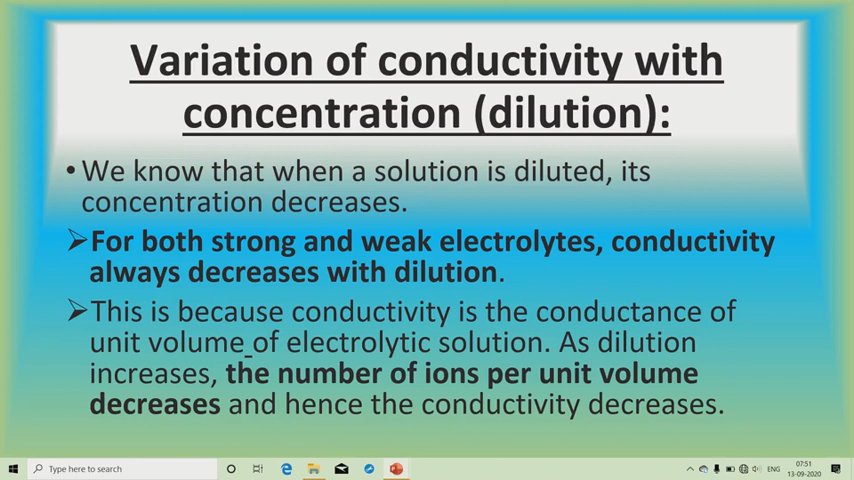 Variation of conductivity with
concentration (dilution):
• We know that when a solution is diluted, its
concentration decreases.
➢For both strong and weak electrolytes, conductivity
always decreases with dilution.
➢This is because conductivity is the conductance of
unit volume of electrolytic solution. As dilution
increases, the number of ions per unit volume
decreases and hence the conductivity decreases.
Type here to search
ENG
07:51
13-09-2020